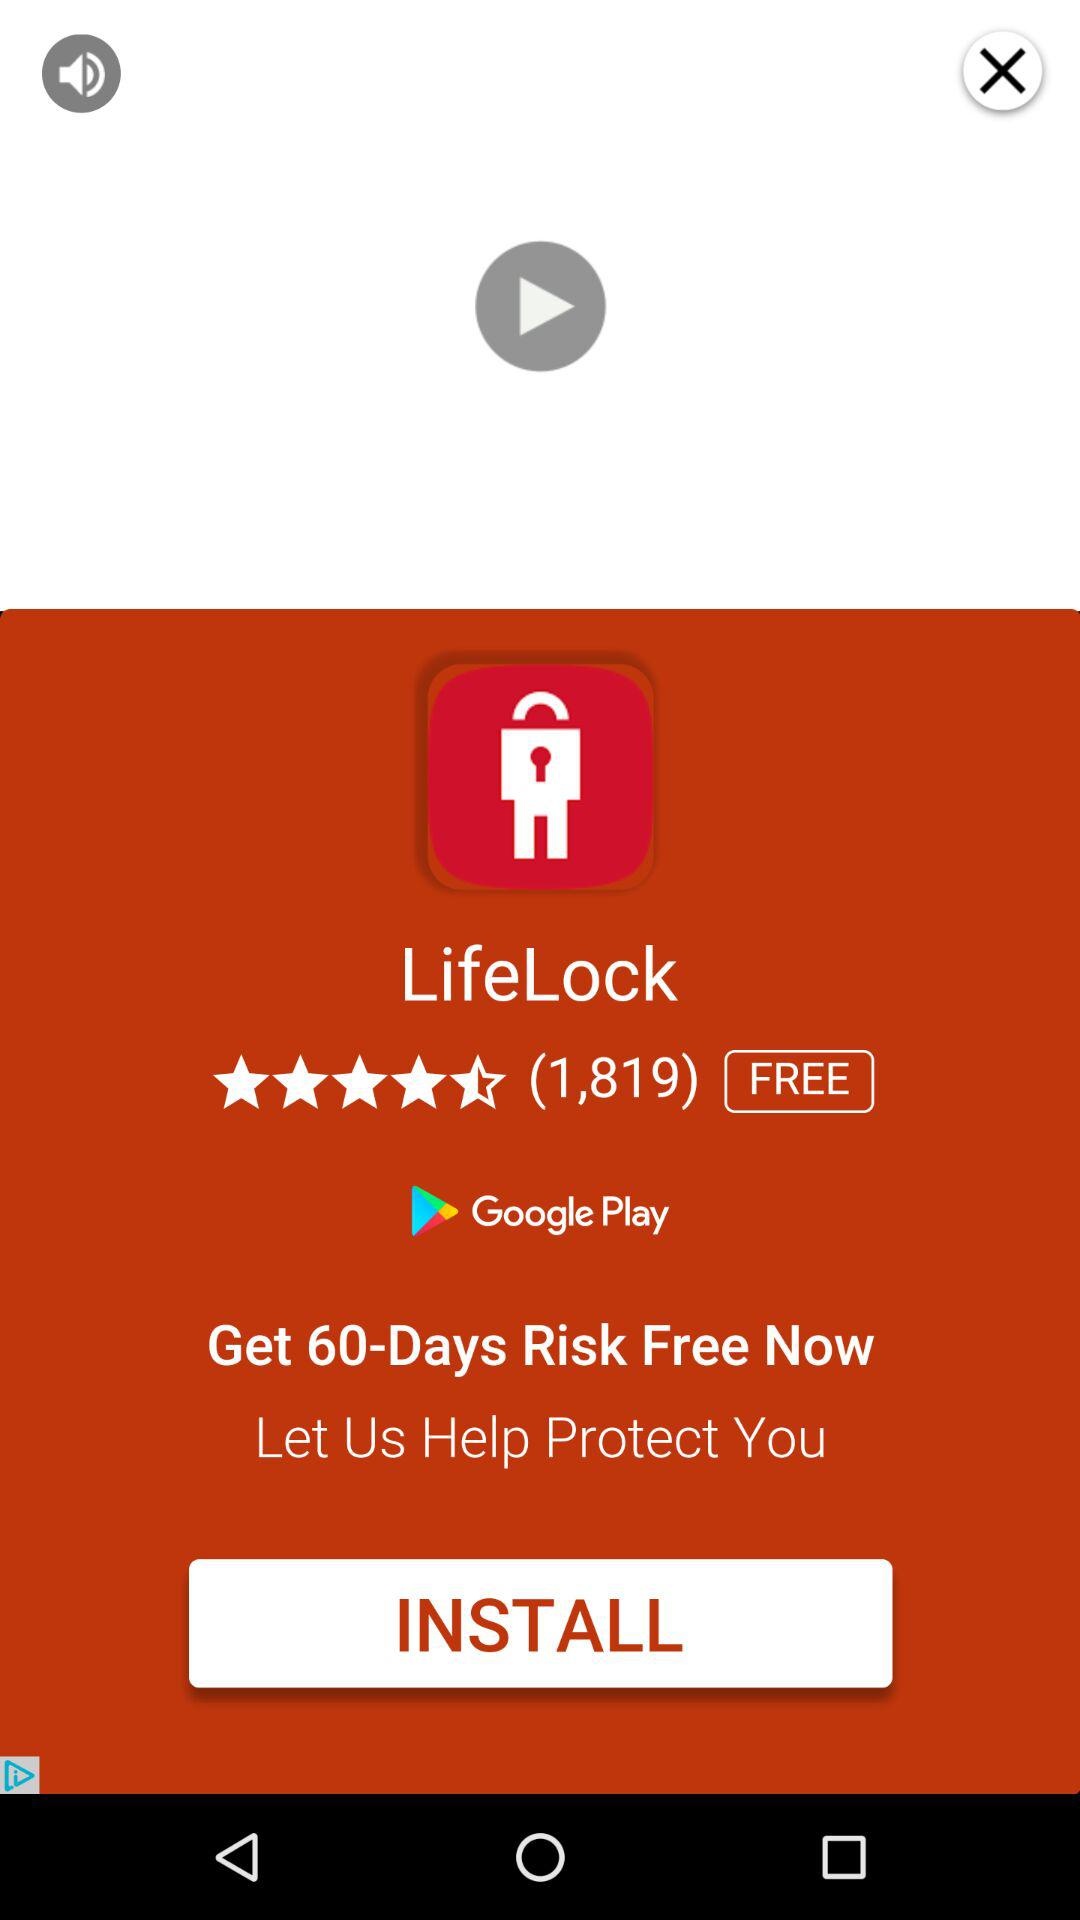 LifeLock
(1,819) FREE
Google Play
Get 60-Days Risk Free Now
Let Us Help Protect You
INSTALL